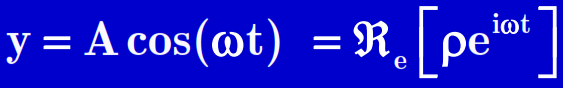 y = A cos(ωt) = ℜₑ[ρe^{iωt}]